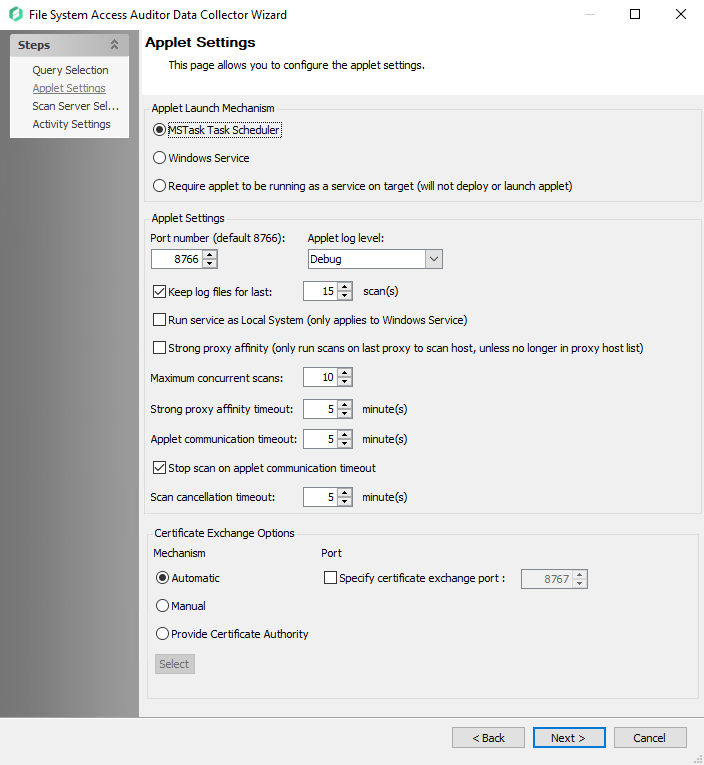 File System Access Auditor Data Collector Wizard
Steps
Query Selection
Applet Settings
Scan Server Sel...
Activity Settings
Applet Settings
This page allows you to configure the applet settings.
Applet Launch Mechanism
MSTask Task Scheduler
Windows Service
Require applet to be running as a service on target (will not deploy or launch applet)
Applet Settings
Port number (default 8766): Applet log level:
8766 Debug
Keep log files for last: 15 scan(s)
Run service as Local System (only applies to Windows Service)
Strong proxy affinity (only run scans on last proxy to scan host, unless no longer in proxy host list)
Maximum concurrent scans: 10
Strong proxy affinity timeout: 5 minute(s)
Applet communication timeout: 5 minute(s)
Stop scan on applet communication timeout
Scan cancellation timeout: 5 minute(s)
Certificate Exchange Options
Mechanism Port
Automatic Specify certificate exchange port : 8767
Manual
Provide Certificate Authority
Select
< Back Next > Cancel